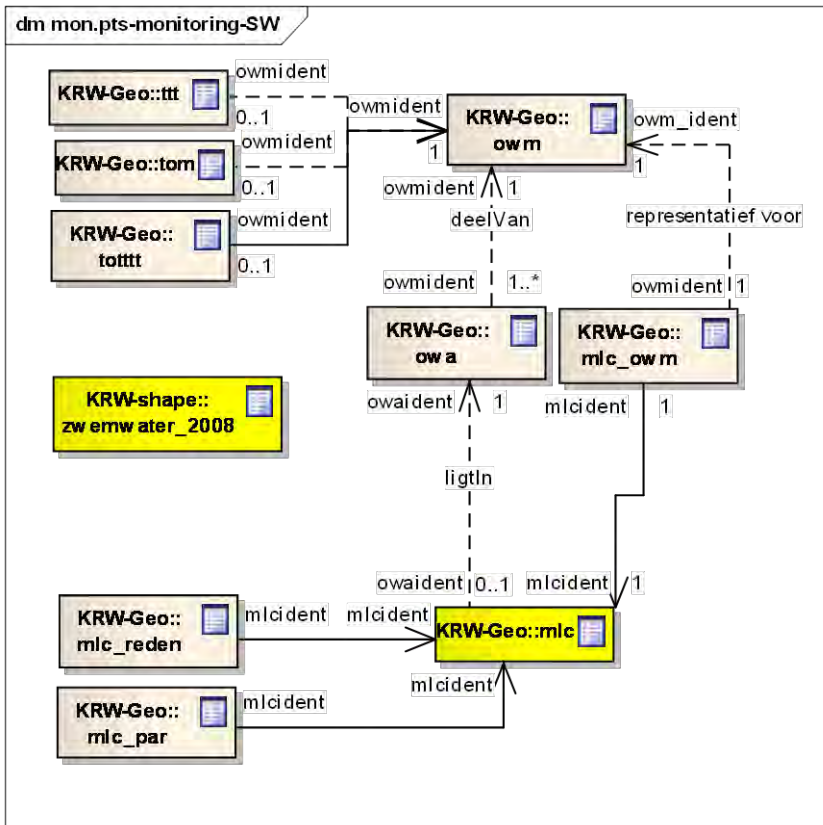 dm mon.pts-monitoring-SW
KRW-Geo::ttt
owmident
0..1
KRW-Geo::tom
owmident
0..1
KRW-Geo::
totttt
owmident
0..1
owmident
1
KRW-Geo::
owm
owm_ident
1
owmident
1
deelVan
representatief voor
owmident
1..*
owmident
1
KRW-Geo::
owa
KRW-Geo::
mlc_owm
KRW-shape::
zwemwater_2008
owaident
1
mlcident
1
ligtIn
owaident
0..1
mlcident
1
KRW-Geo::
mlc_reden
mlcident
mlcident
KRW-Geo::mlc
mlcident
KRW-Geo::
mlc_par
mlcident